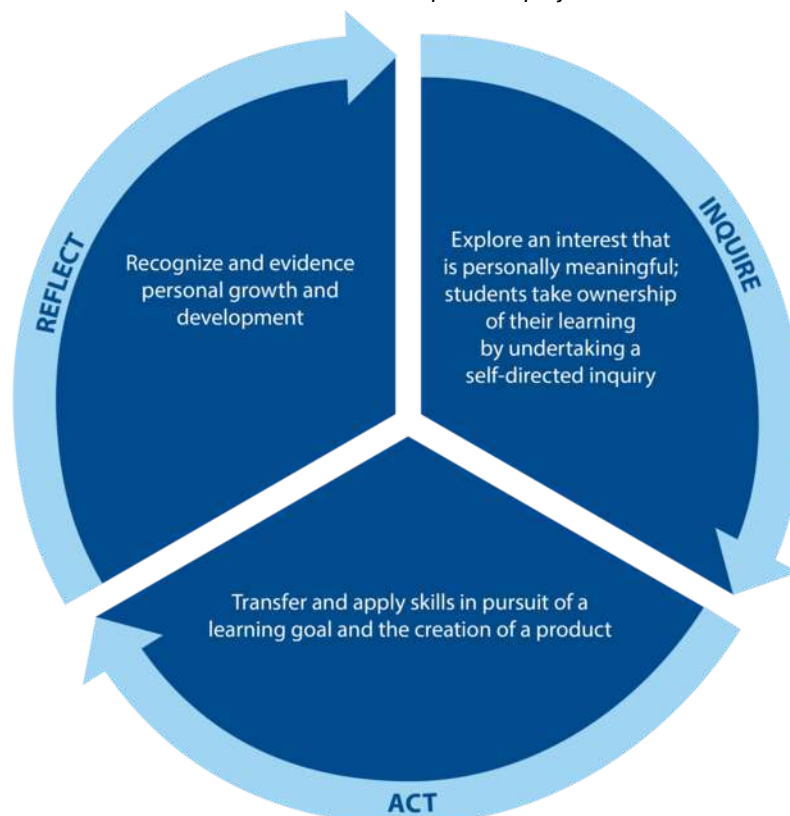 REFLECT
Recognize and evidence
personal growth and
development
INQUIRE
Explore an interest that
is personally meaningful;
students take ownership
of their learning
by undertaking a
self-directed inquiry
Transfer and apply skills in pursuit of a
learning goal and the creation of a product
ACT